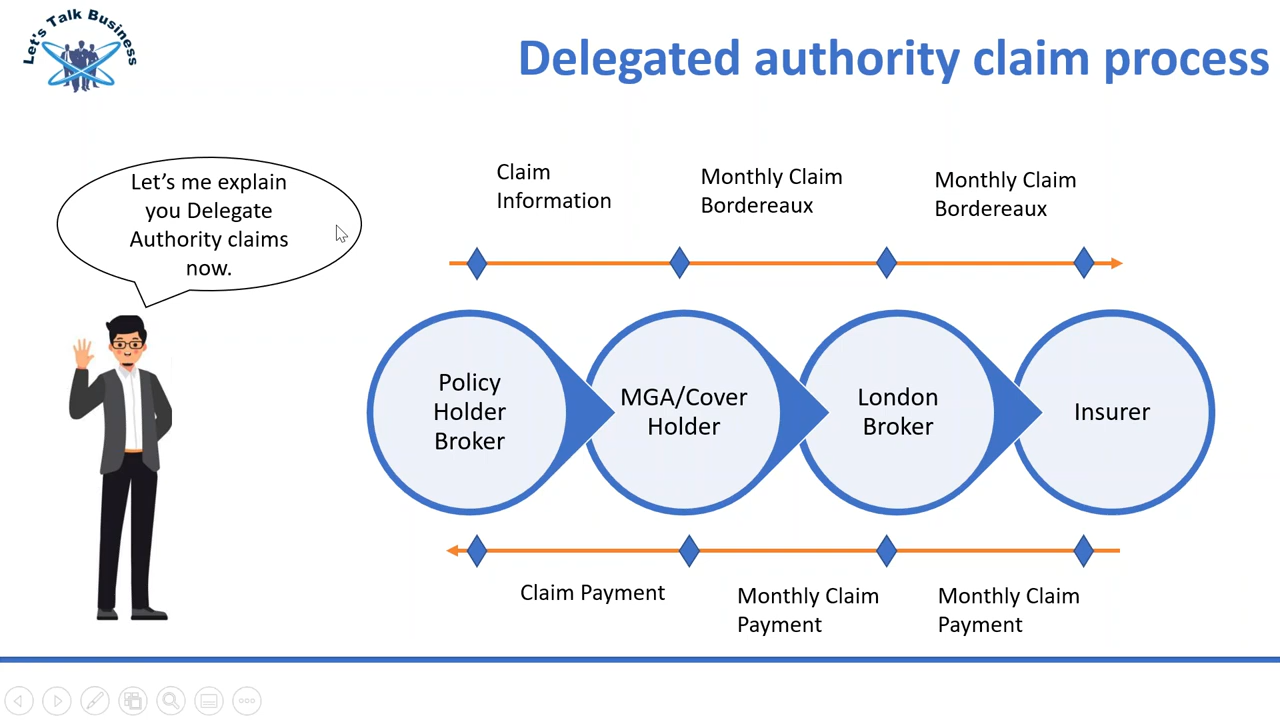 Let's Talk Business
Delegated authority claim process
Let’s me explain
you Delegate
Authority claims
now.
Claim
Information
Monthly Claim
Bordereaux
Monthly Claim
Bordereaux
Policy
Holder
Broker
MGA/Cover
Holder
London
Broker
Insurer
Claim Payment
Monthly Claim
Payment
Monthly Claim
Payment